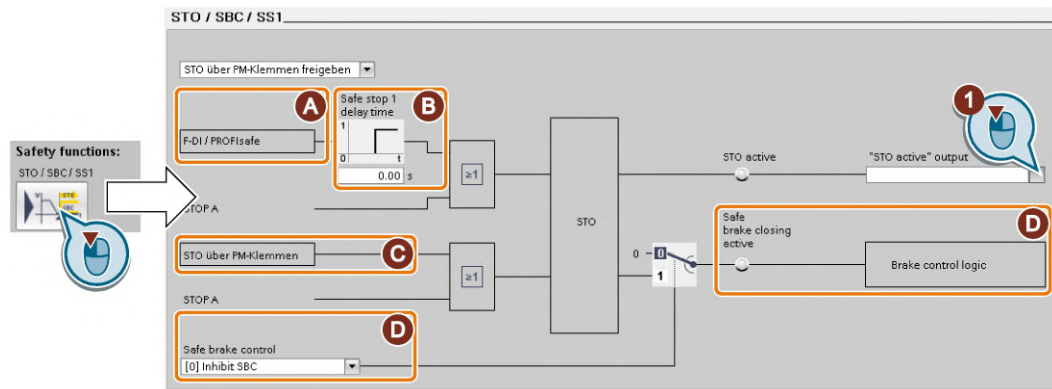 STO / SBC / SS1
STO über PM-Klemmen freigeben
A
Safe stop 1
delay time
B
1
0
t
0.00 s
F-DI / PROFIsafe
≥1
STOP A
STO active
"STO active" output
1
Safety functions:
STO / SBC / SS1
STO
SBC
STO
STO über PM-Klemmen
C
≥1
STOP A
0
0
1
Safe
brake closing
active
D
Brake control logic
D
Safe brake control
[0] Inhibit SBC